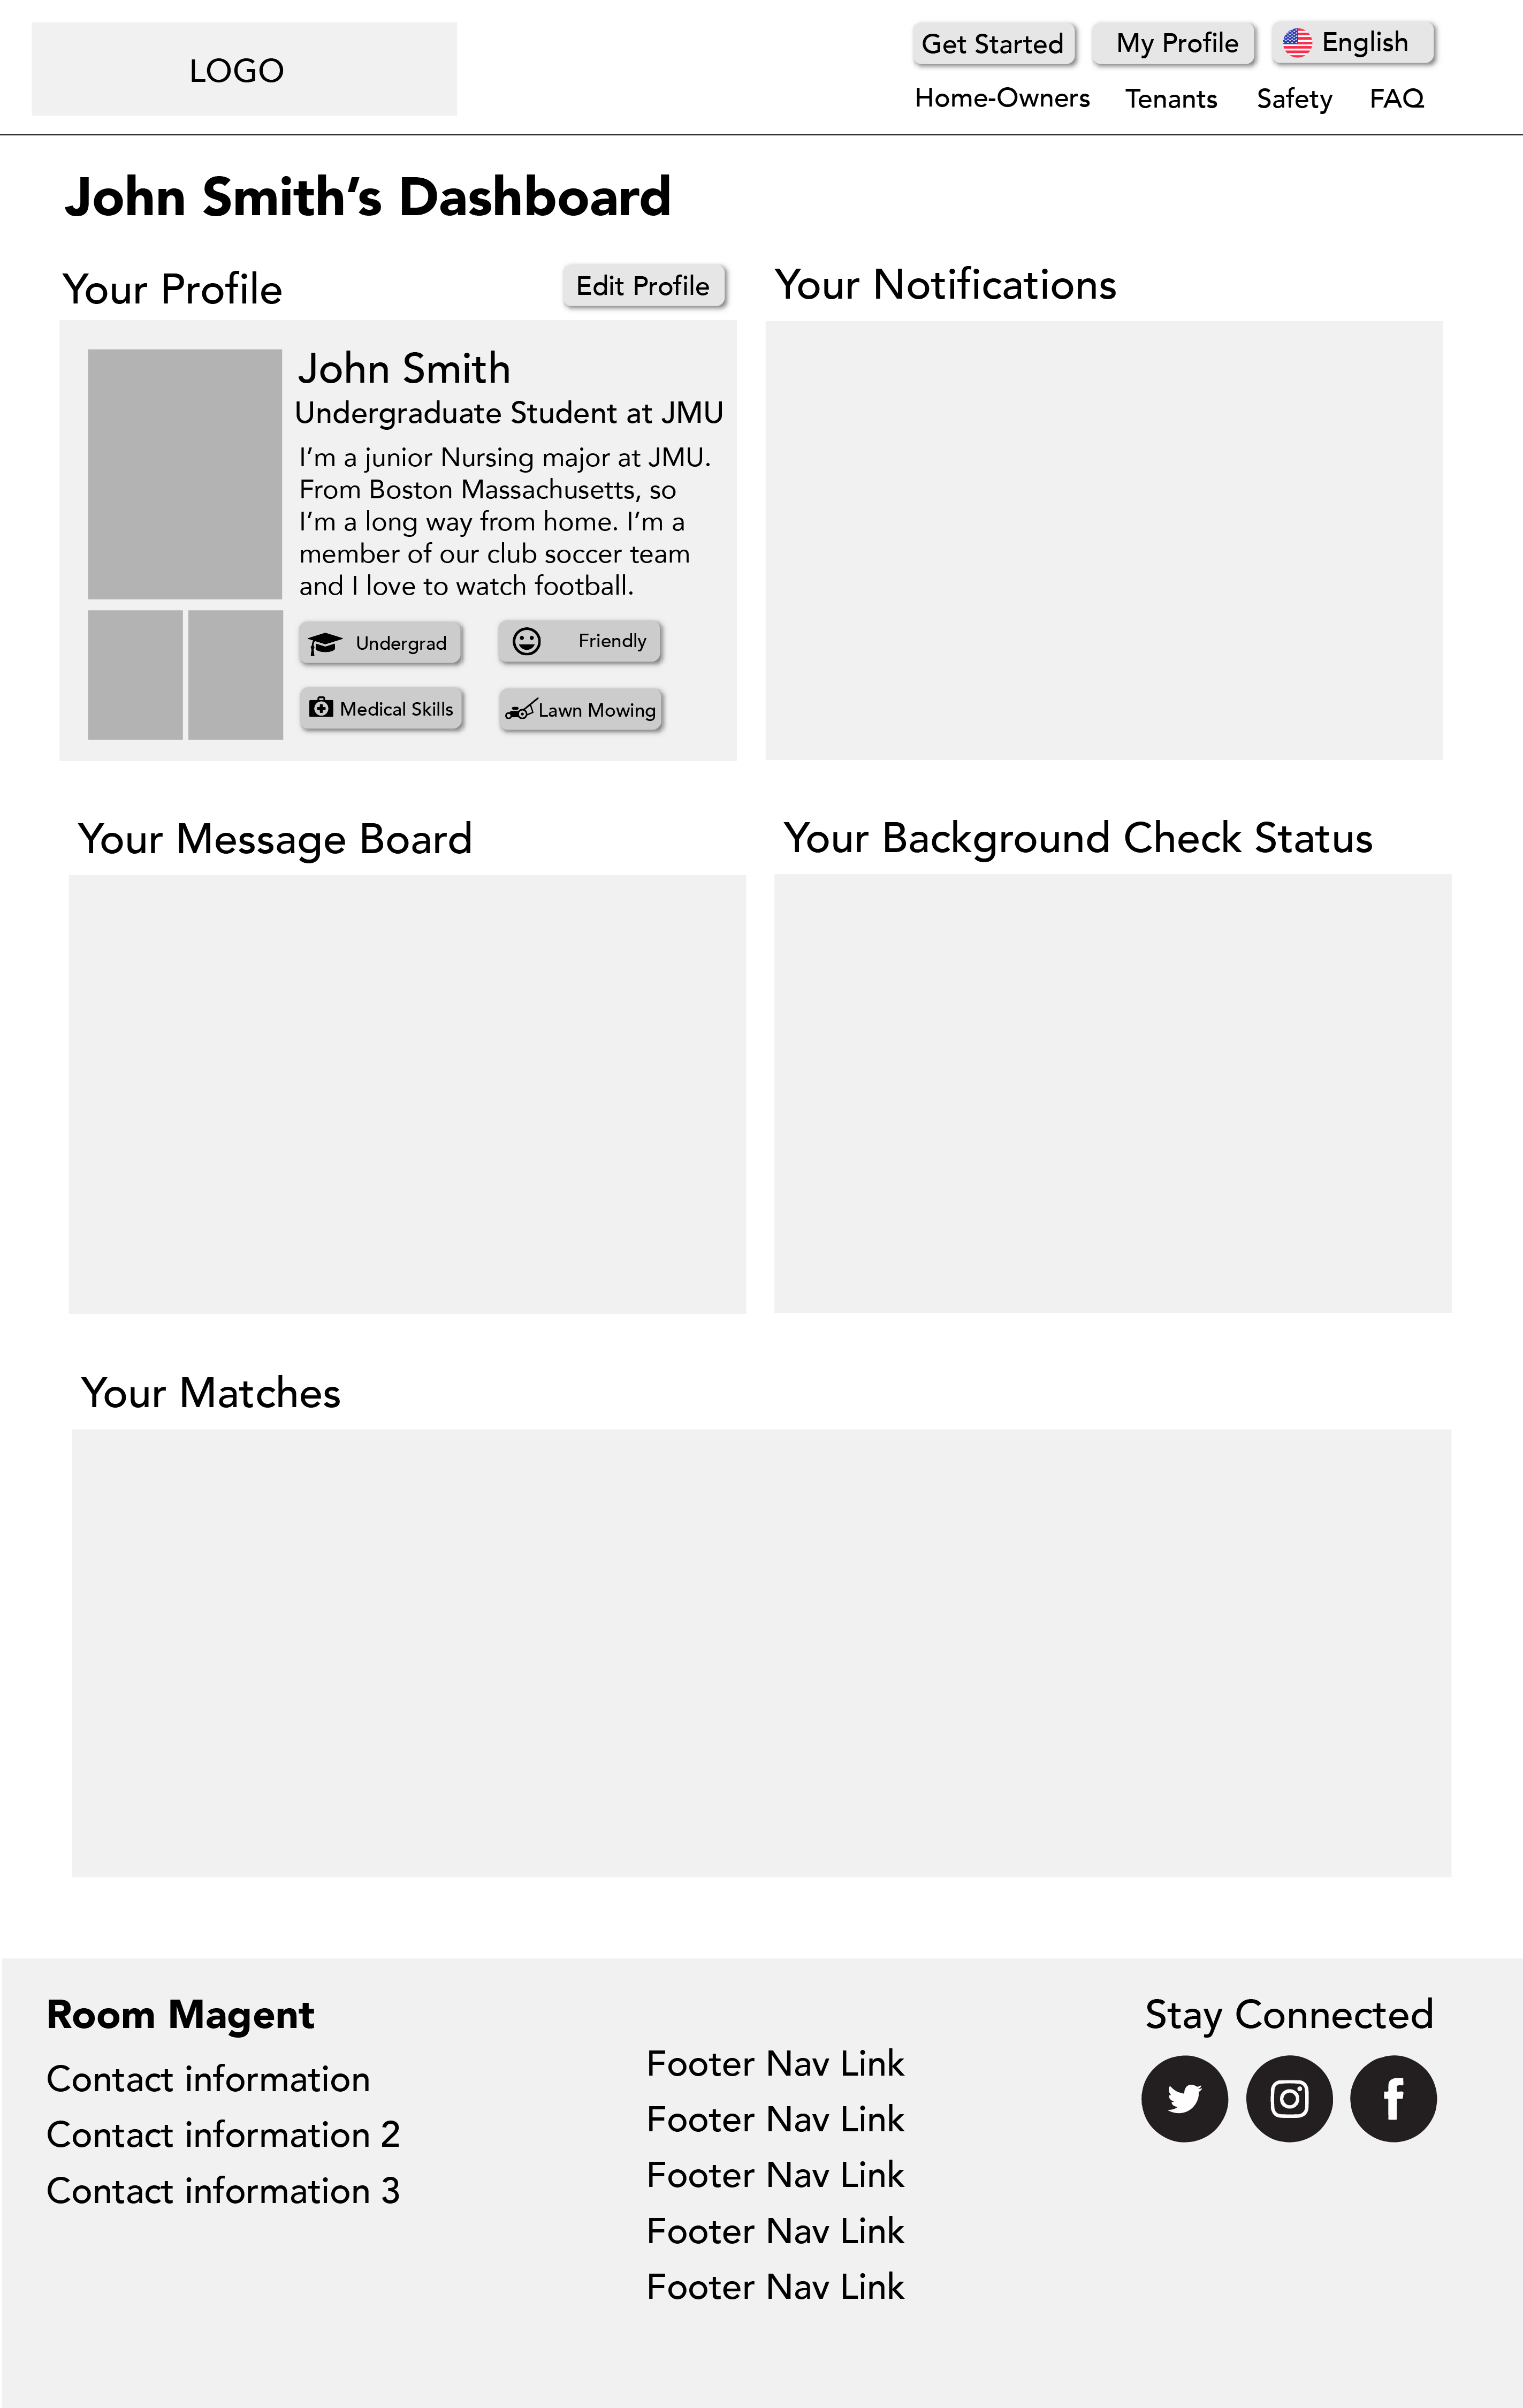 LOGO
Get Started
My Profile
English
Home-Owners
Tenants
Safety
FAQ
John Smith’s Dashboard
Your Profile
Edit Profile
John Smith
Undergraduate Student at JMU
I’m a junior Nursing major at JMU.
From Boston Massachusetts, so
I’m a long way from home. I’m a
member of our club soccer team
and I love to watch football.
Undergrad
Friendly
Medical Skills
Lawn Mowing
Your Notifications
Your Message Board
Your Background Check Status
Your Matches
Room Magent
Contact information
Contact information 2
Contact information 3
Footer Nav Link
Footer Nav Link
Footer Nav Link
Footer Nav Link
Footer Nav Link
Stay Connected